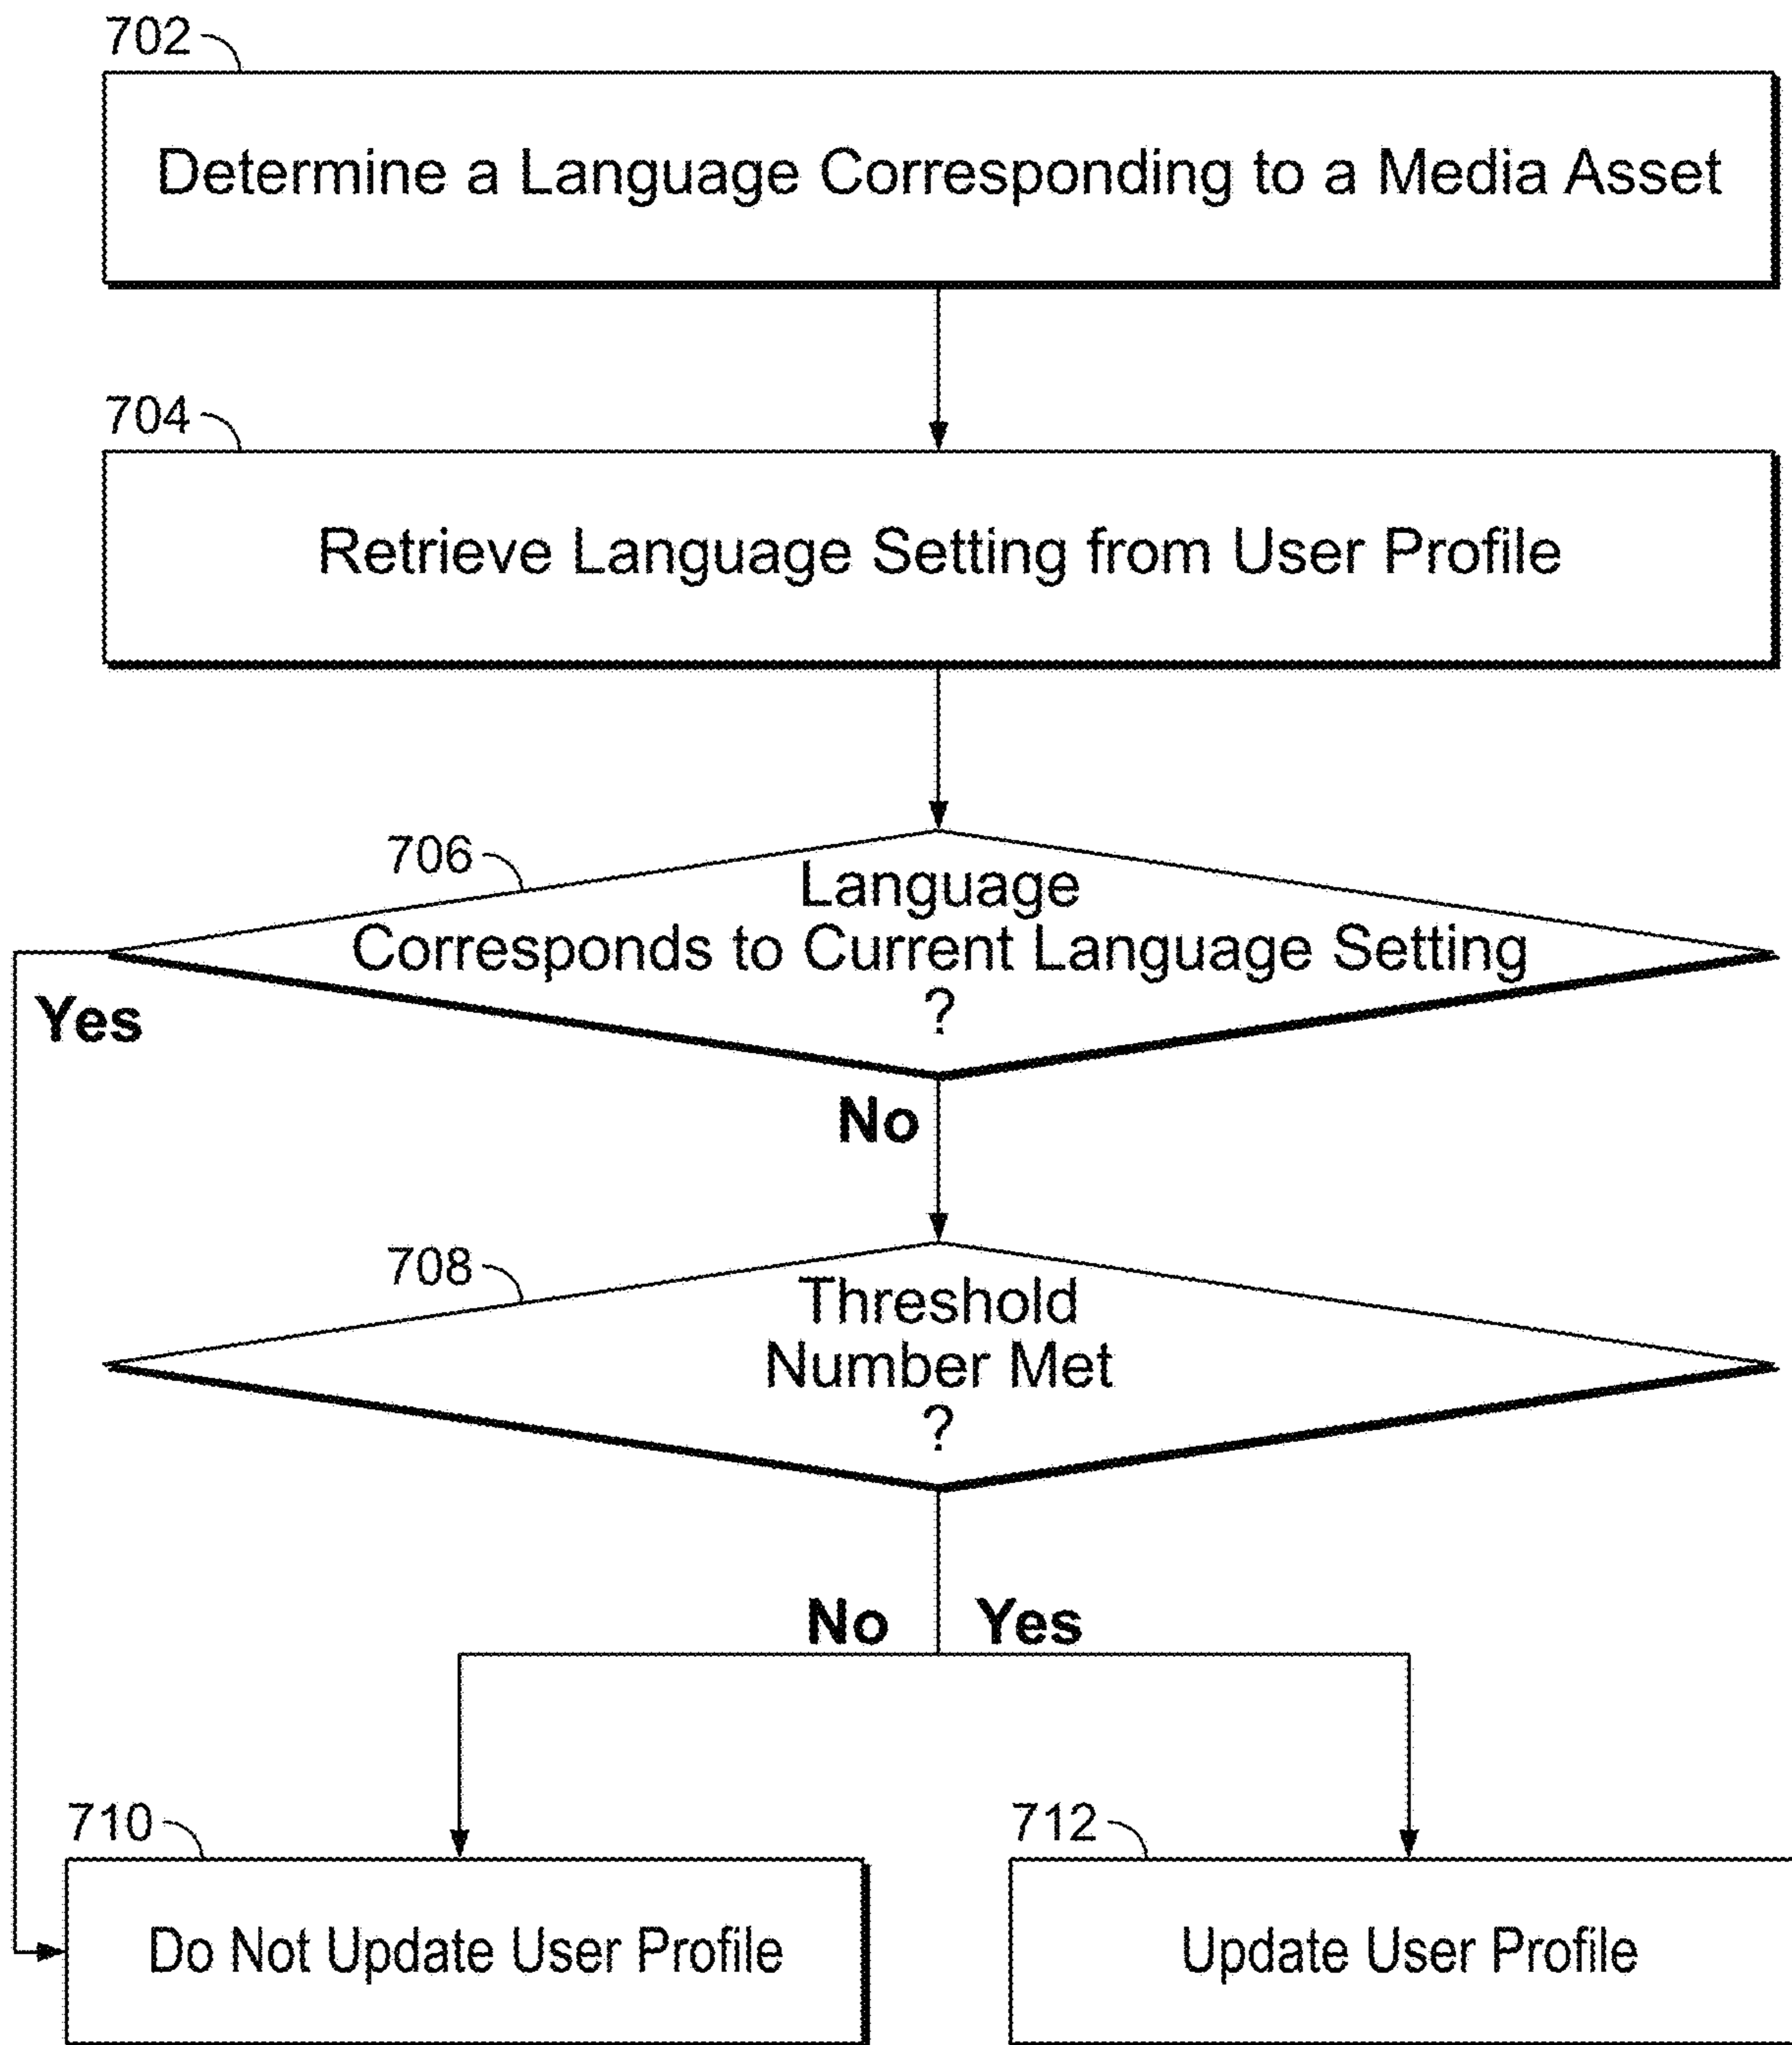 702
Determine a Language Corresponding to a Media Asset
704
Retrieve Language Setting from User Profile
706
Language
Corresponds to Current Language Setting
?
Yes
No
708
Threshold
Number Met
?
No Yes
710
Do Not Update User Profile
712
Update User Profile